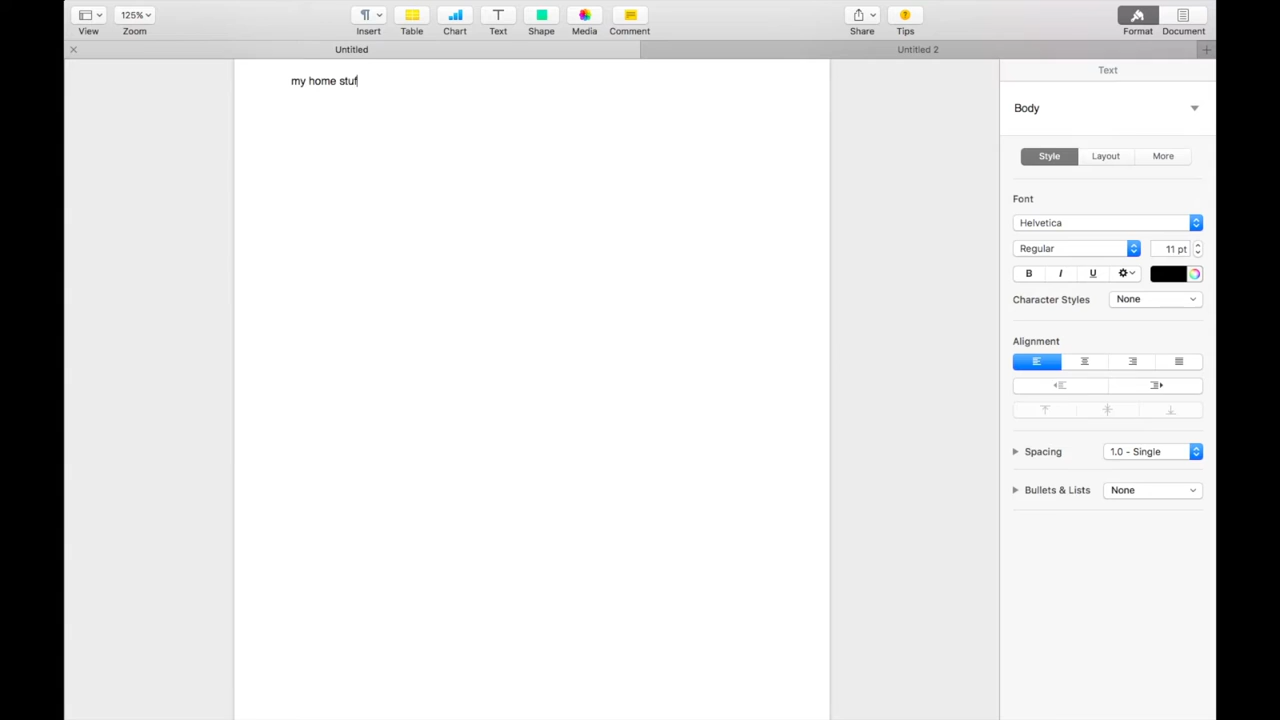 125%
View
Zoom
Insert
Table
Chart
Text
Shape
Media
Comment
Share
Tips
Format
Document
Untitled
Untitled 2
my home stuf
Text
Body
Style
Layout
More
Font
Helvetica
Regular
11 pt
B I U
Character Styles
None
Alignment
Spacing
1.0 - Single
Bullets & Lists
None